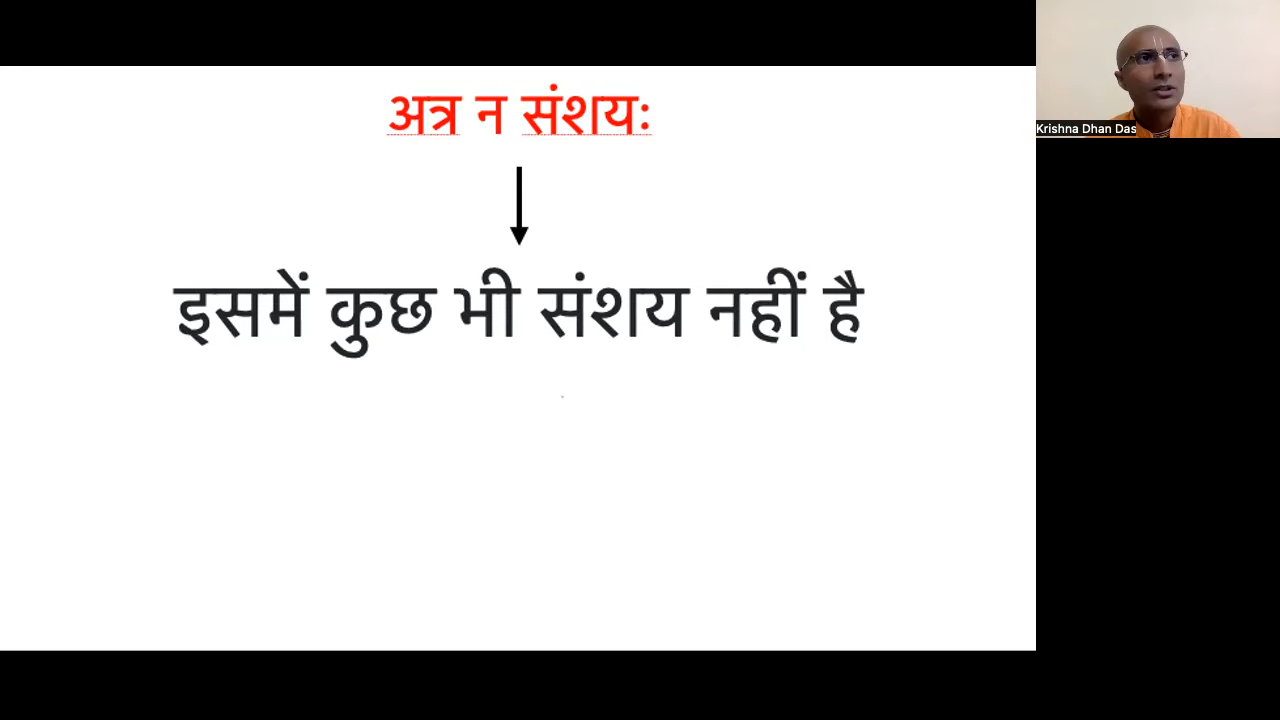 अत्र न संशयः
इसमें कुछ भी संशय नहीं है
Krishna Dhan Das